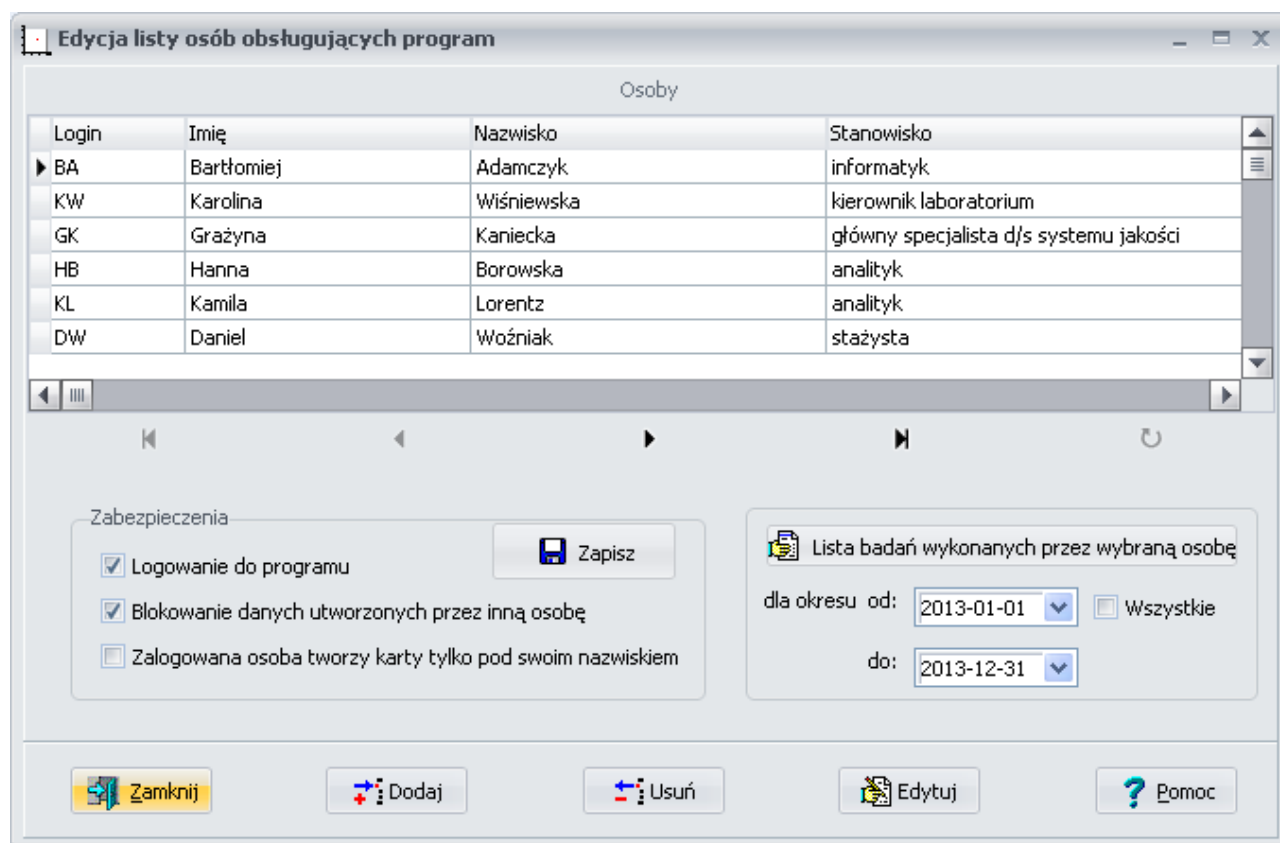 Edycja listy osób obsługujących program
Osoby
Login Imię Nazwisko Stanowisko
BA Bartłomiej Adamczyk informatyk
KW Karolina Wiśniewska kierownik laboratorium
GK Grażyna Kaniecka główny specjalista d/s systemu jakości
HB Hanna Borowska analityk
KL Kamila Lorentz analityk
DW Daniel Woźniak stażysta
Zabezpieczenia
Zapisz
Logowanie do programu
Blokowanie danych utworzonych przez inną osobę
Zalogowana osoba tworzy karty tylko pod swoim nazwiskiem
Lista badań wykonanych przez wybraną osobę
dla okresu od: 2013-01-01 Wszystkie
do: 2013-12-31
Zamknij Dodaj Usuń Edytuj Pomoc